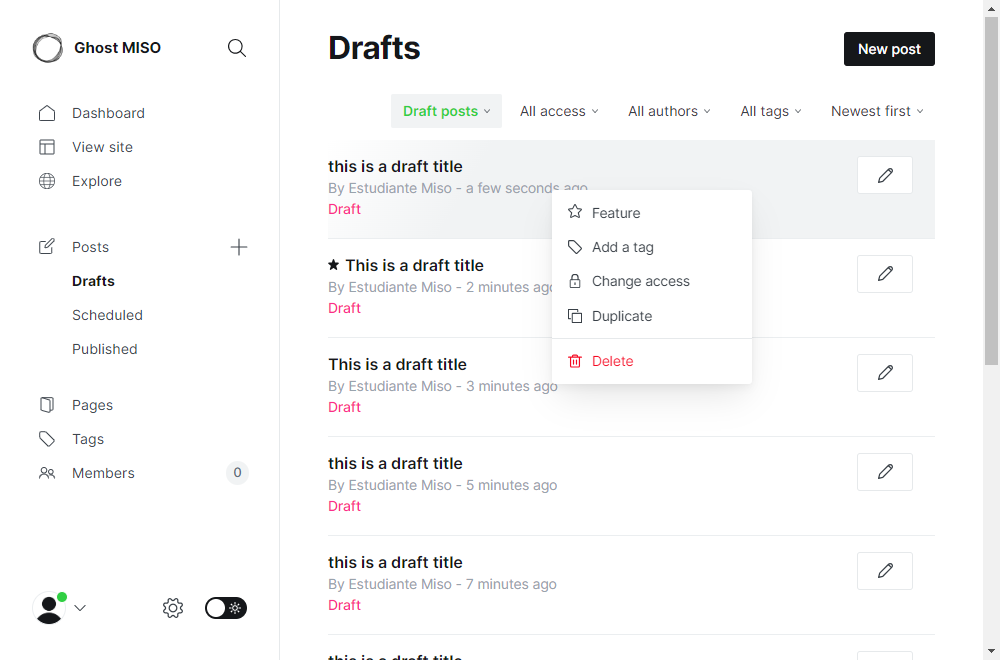 Ghost MISO
Dashboard
View site
Explore
Posts
Drafts
Scheduled
Published
Pages
Tags
Members 0
Drafts
New post
Draft posts All access All authors All tags Newest first
this is a draft title
By Estudiante Miso - a few seconds ago
Draft
This is a draft title
By Estudiante Miso - 2 minutes ago
Draft
This is a draft title
By Estudiante Miso - 3 minutes ago
Draft
this is a draft title
By Estudiante Miso - 5 minutes ago
Draft
this is a draft title
By Estudiante Miso - 7 minutes ago
Draft
this is a draft title
Feature
Add a tag
Change access
Duplicate
Delete